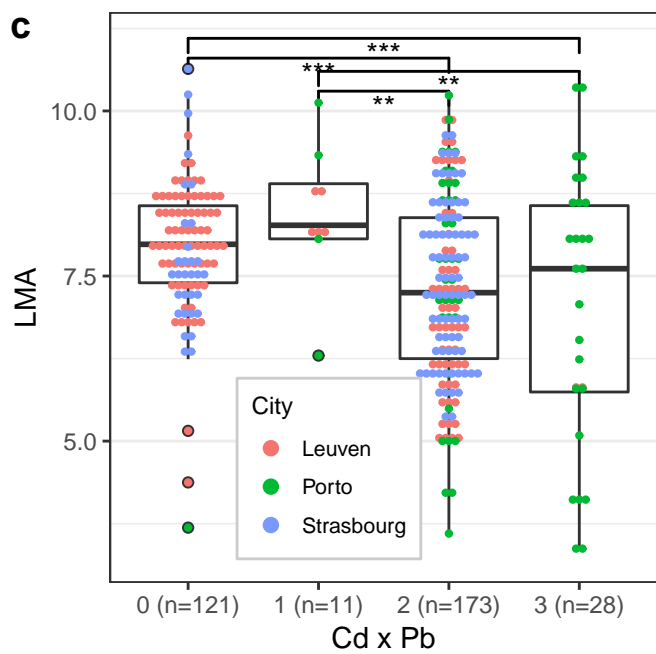 c
***
***
**
**
10.0
7.5
5.0
LMA
City
Leuven
Porto
Strasbourg
0 (n=121) 1 (n=11) 2 (n=173) 3 (n=28)
Cd x Pb